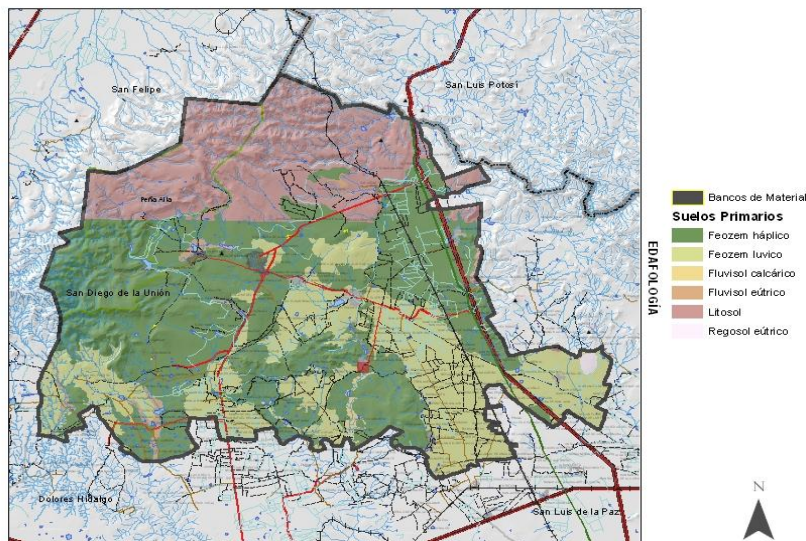 San Felipe
San Luis Potosí
Peña Alta
San Diego de la Unión
Dolores Hidalgo
San Luis de la Paz
EDAFOLOGÍA
Bancos de Material
Suelos Primarios
Feozem háplico
Feozem luvico
Fluvisol calcárico
Fluvisol eútrico
Litosol
Regosol eútrico
N